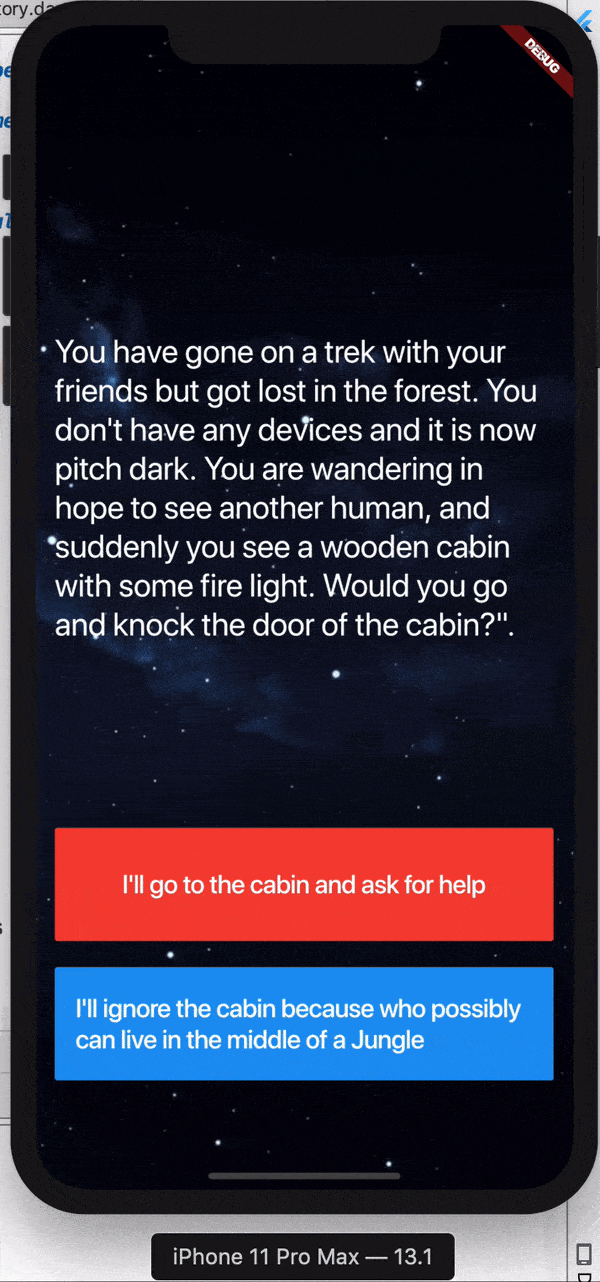 tory.da
DEBUG
You have gone on a trek with your
friends but got lost in the forest. You
don't have any devices and it is now
pitch dark. You are wandering in
hope to see another human, and
suddenly you see a wooden cabin
with some fire light. Would you go
and knock the door of the cabin?".
I'll go to the cabin and ask for help
I'll ignore the cabin because who possibly
can live in the middle of a Jungle
iPhone 11 Pro Max — 13.1